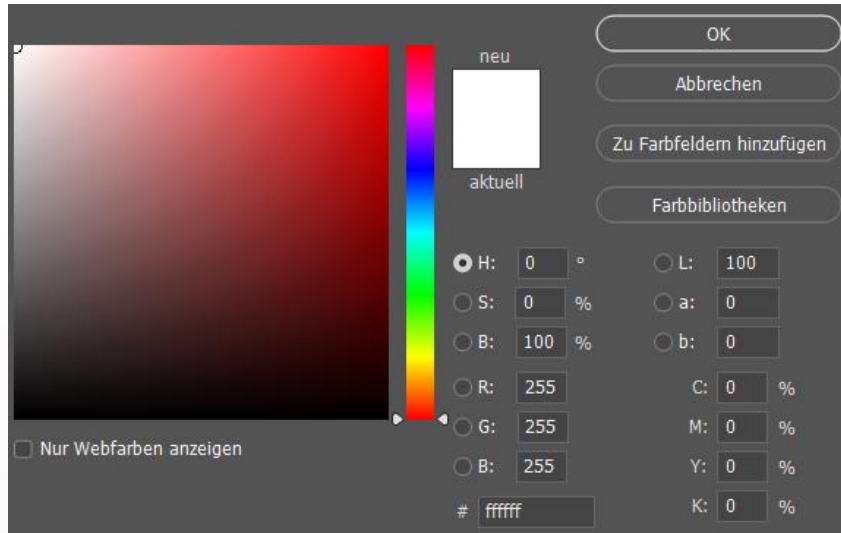 neu
aktuell
OK
Abbrechen
Zu Farbfeldern hinzufügen
Farbbibliotheken
H: 0 °
S: 0 %
B: 100 %
R: 255
G: 255
B: 255
# ffffff
L: 100
a: 0
b: 0
C: 0 %
M: 0 %
Y: 0 %
K: 0 %
Nur Webfarben anzeigen